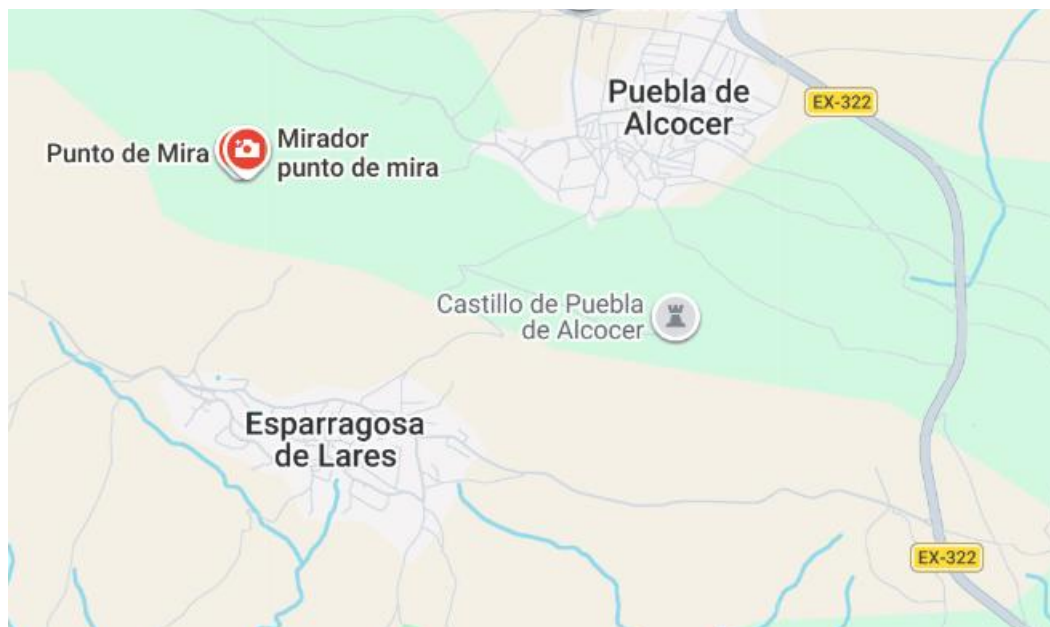 Puebla de
Alcocer
EX-322
Punto de Mira
Mirador
punto de mira
Castillo de Puebla
de Alcocer
Esparragosa
de Lares
EX-322